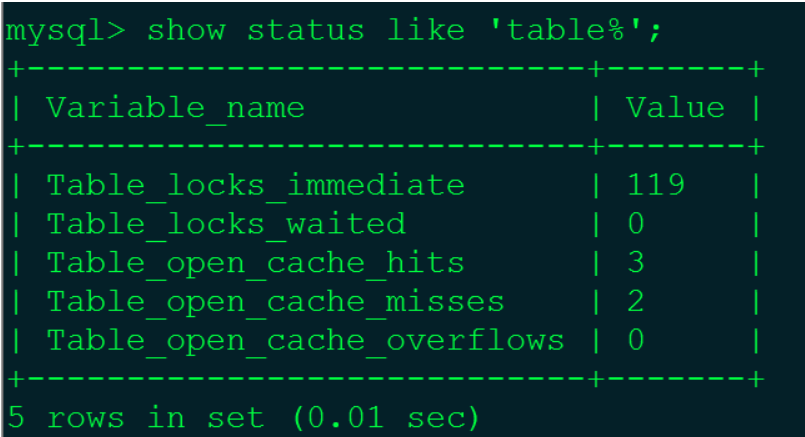 mysql> show status like 'table%';
+----------------------------+-------+
| Variable_name              | Value |
+----------------------------+-------+
| Table_locks_immediate      | 119   |
| Table_locks_waited         | 0     |
| Table_open_cache_hits      | 3     |
| Table_open_cache_misses    | 2     |
| Table_open_cache_overflows | 0     |
+----------------------------+-------+
5 rows in set (0.01 sec)